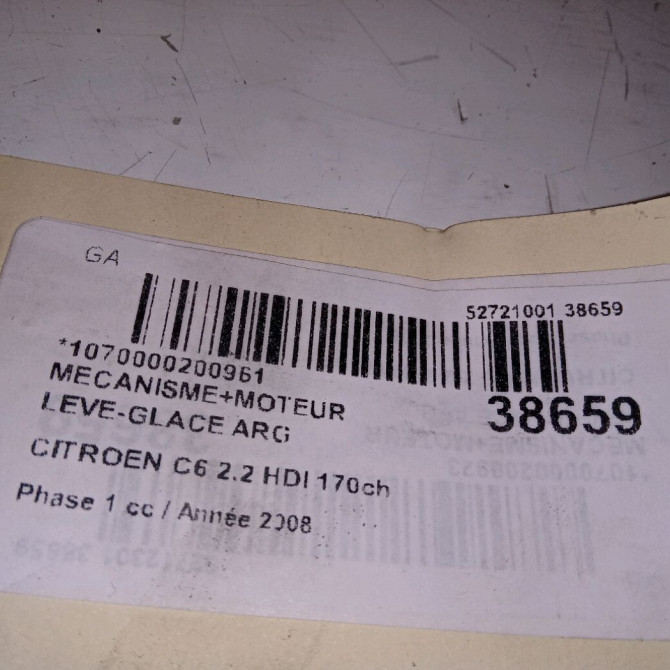 GA
52721001 38659
*1070000200961
38659
MECANISME+MOTEUR
LEVE-GLACE ARG
CITROEN C6 2.2 HDI 170ch
Phase 1 cc / Année 2008